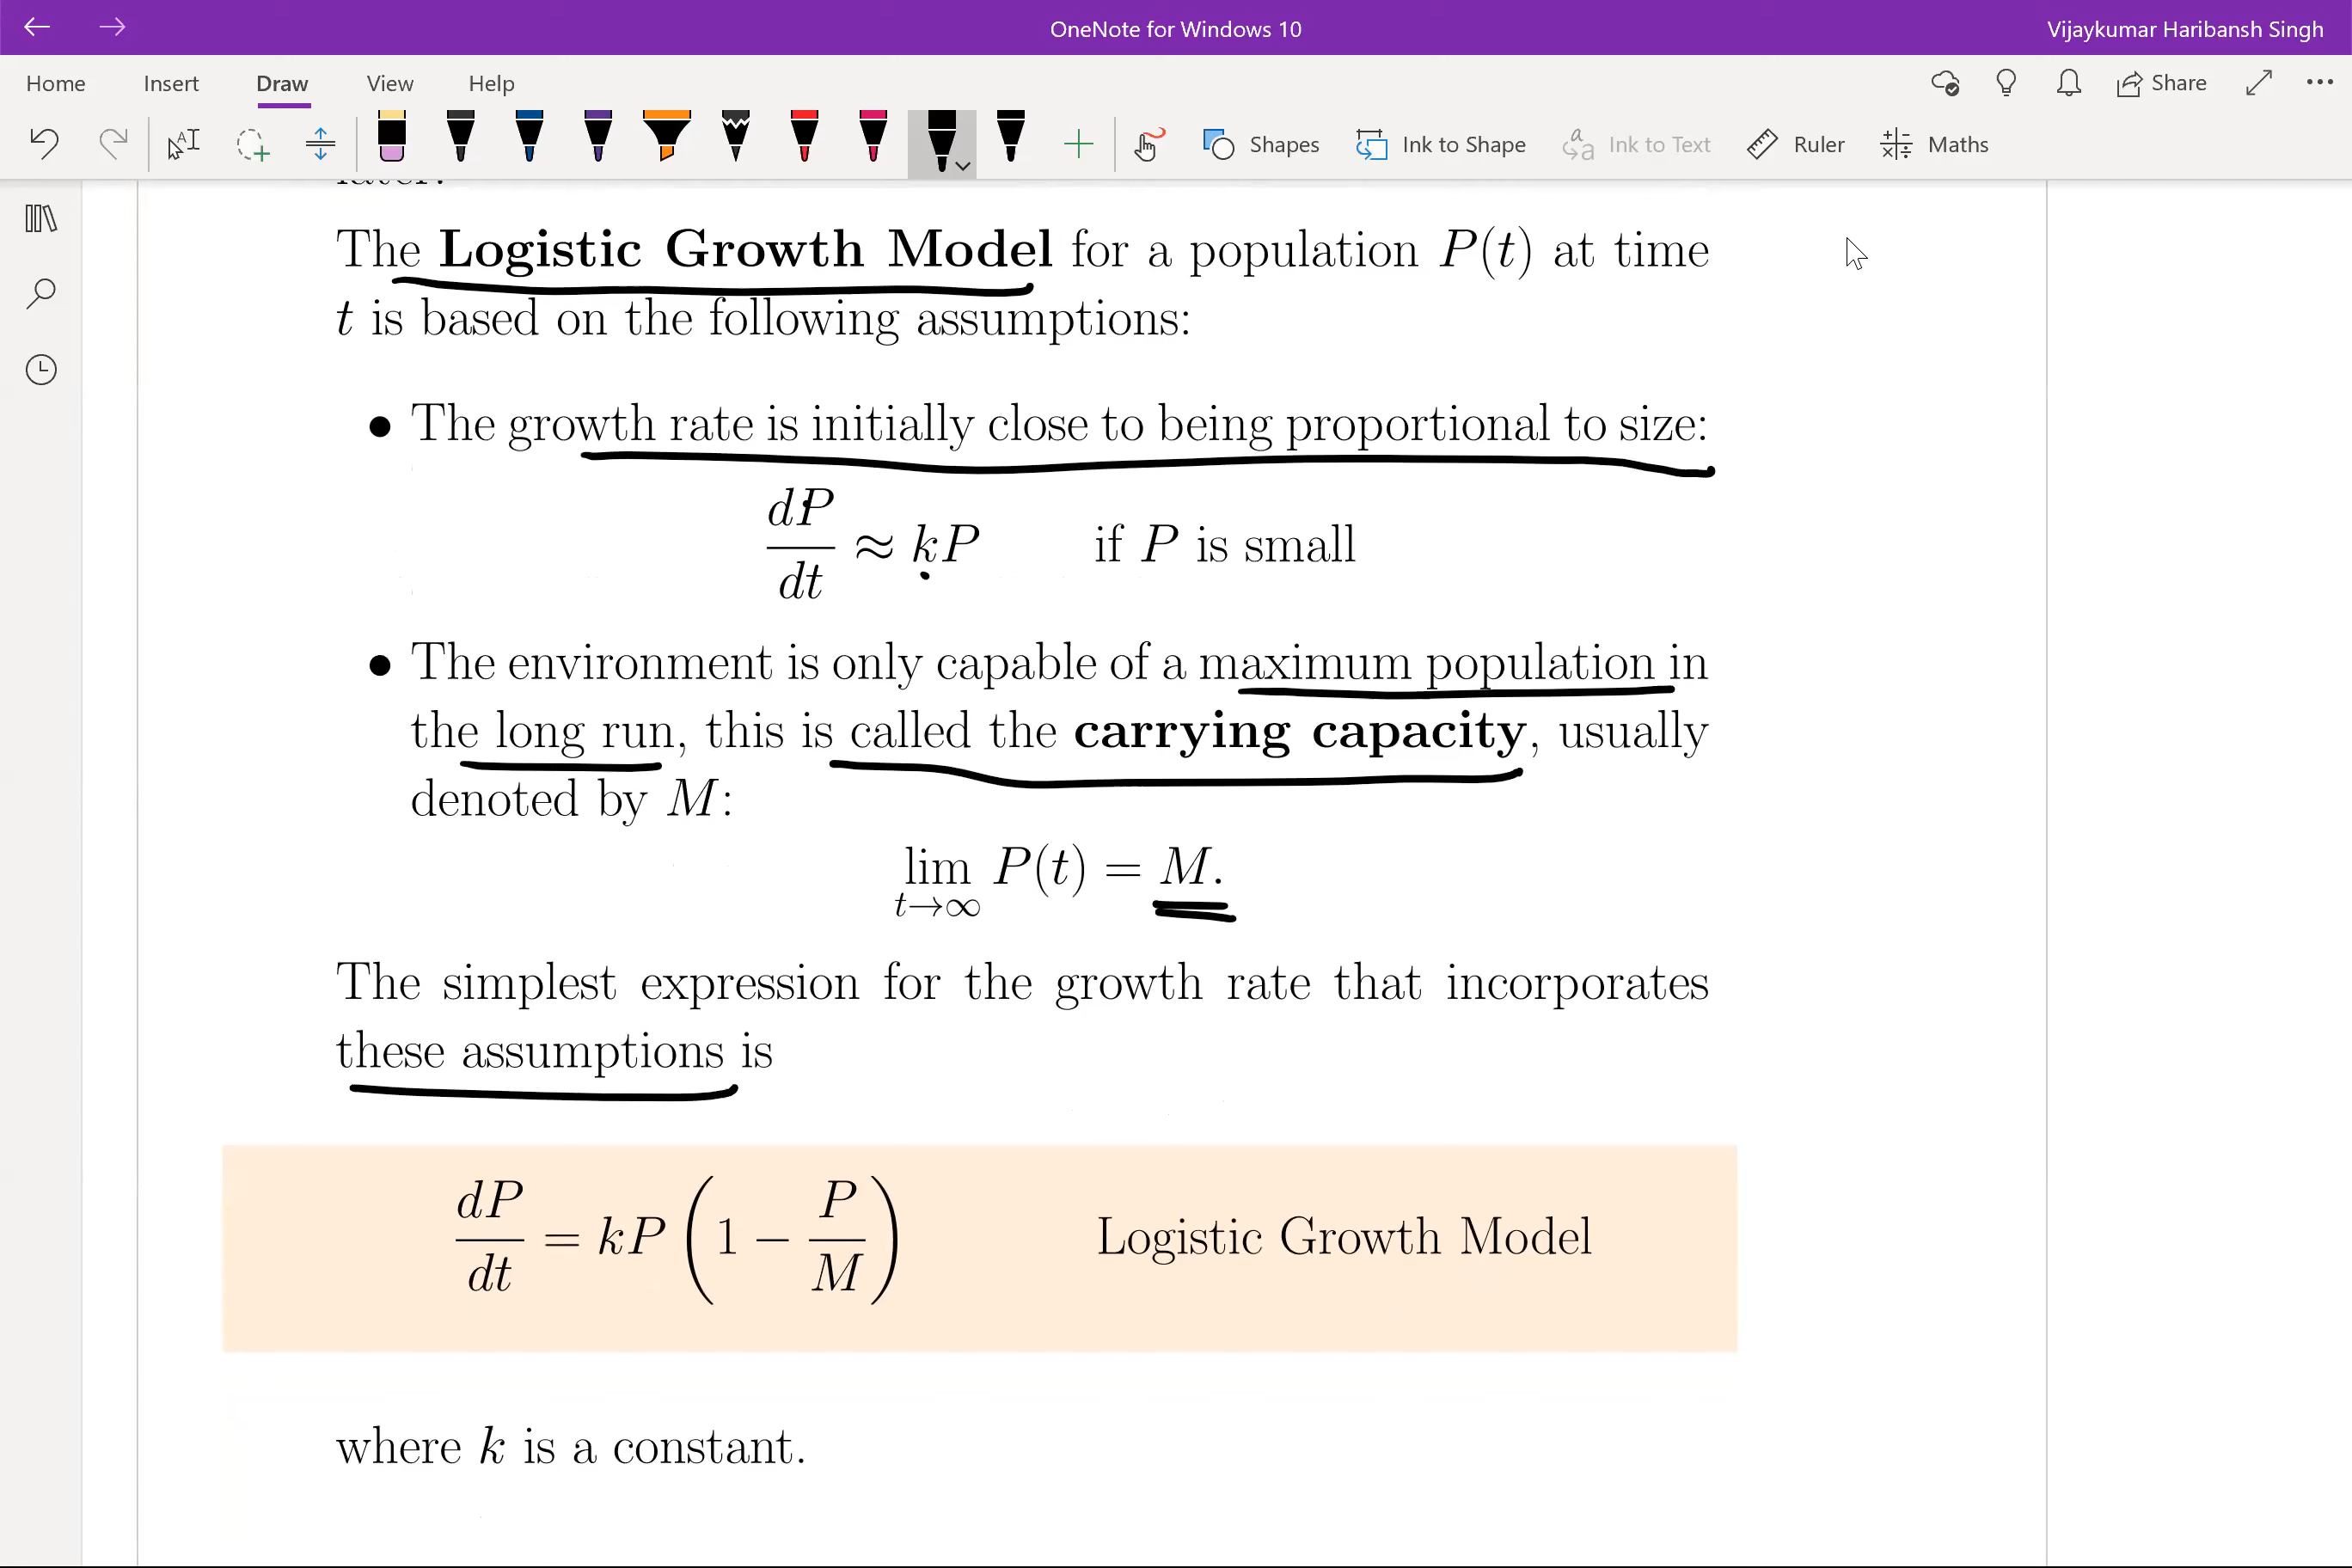 OneNote for Windows 10
Vijaykumar Haribansh Singh
Home Insert Draw View Help
Share
Shapes Ink to Shape Ink to Text Ruler Maths
later.
The Logistic Growth Model for a population P(t) at time
t is based on the following assumptions:
• The growth rate is initially close to being proportional to size:
dP/dt ≈ kP if P is small
• The environment is only capable of a maximum population in
the long run, this is called the carrying capacity, usually
denoted by M:
lim t→∞ P(t) = M.
The simplest expression for the growth rate that incorporates
these assumptions is
dP/dt = kP (1 − P/M) Logistic Growth Model
where k is a constant.